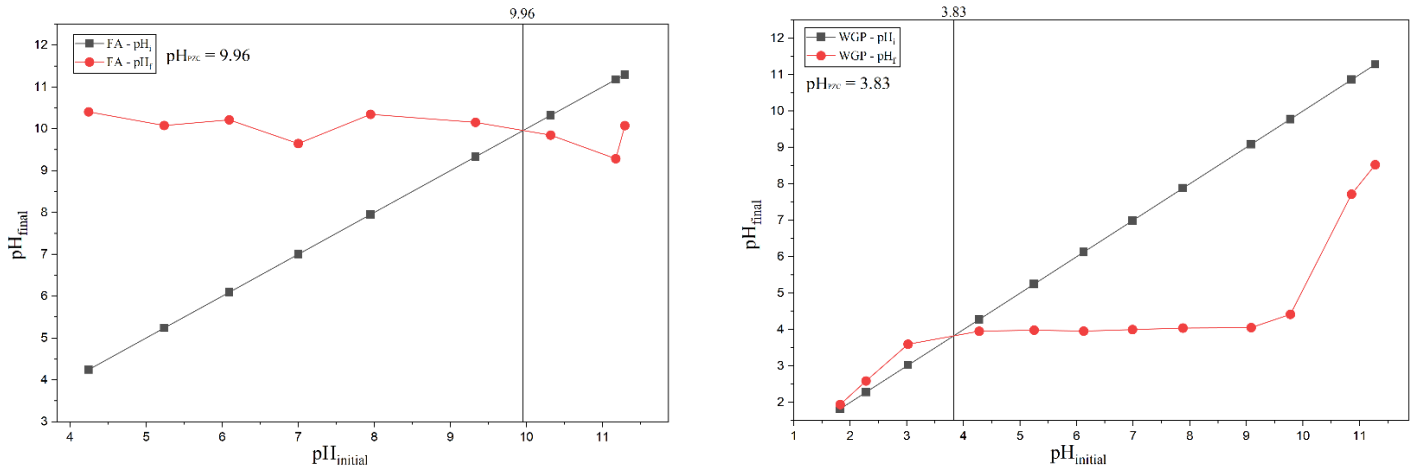 9.96
FA - pHi
FA - pHf
pHPZC = 9.96
12
11
10
9
8
7
6
5
4
3
pHfinal
4 5 6 7 8 9 10 11
pHinitial
3.83
WGP - pHi
WGP - pHf
pHPZC = 3.83
12
11
10
9
8
7
6
5
4
3
2
pHfinal
1 2 3 4 5 6 7 8 9 10 11
pHinitial